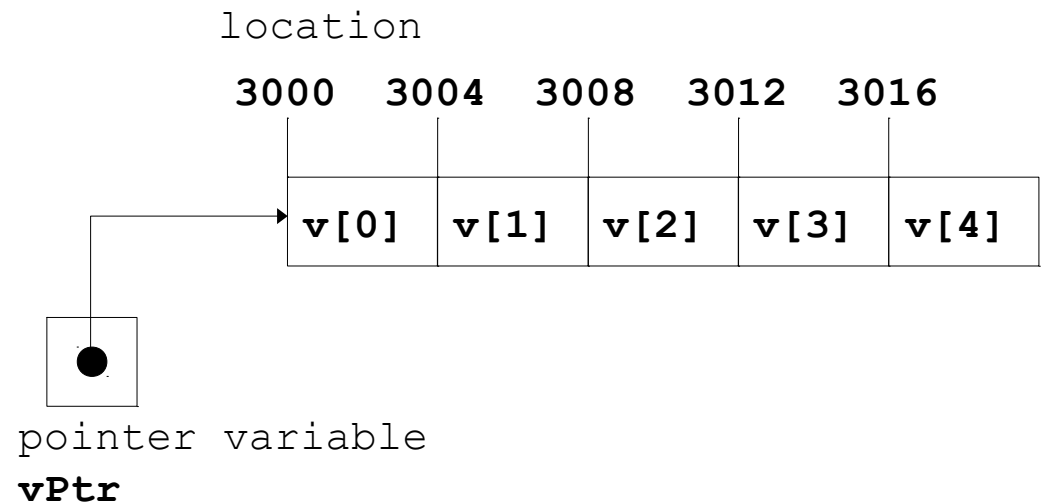 location
3000 3004 3008 3012 3016
v[0] v[1] v[2] v[3] v[4]
pointer variable
vPtr